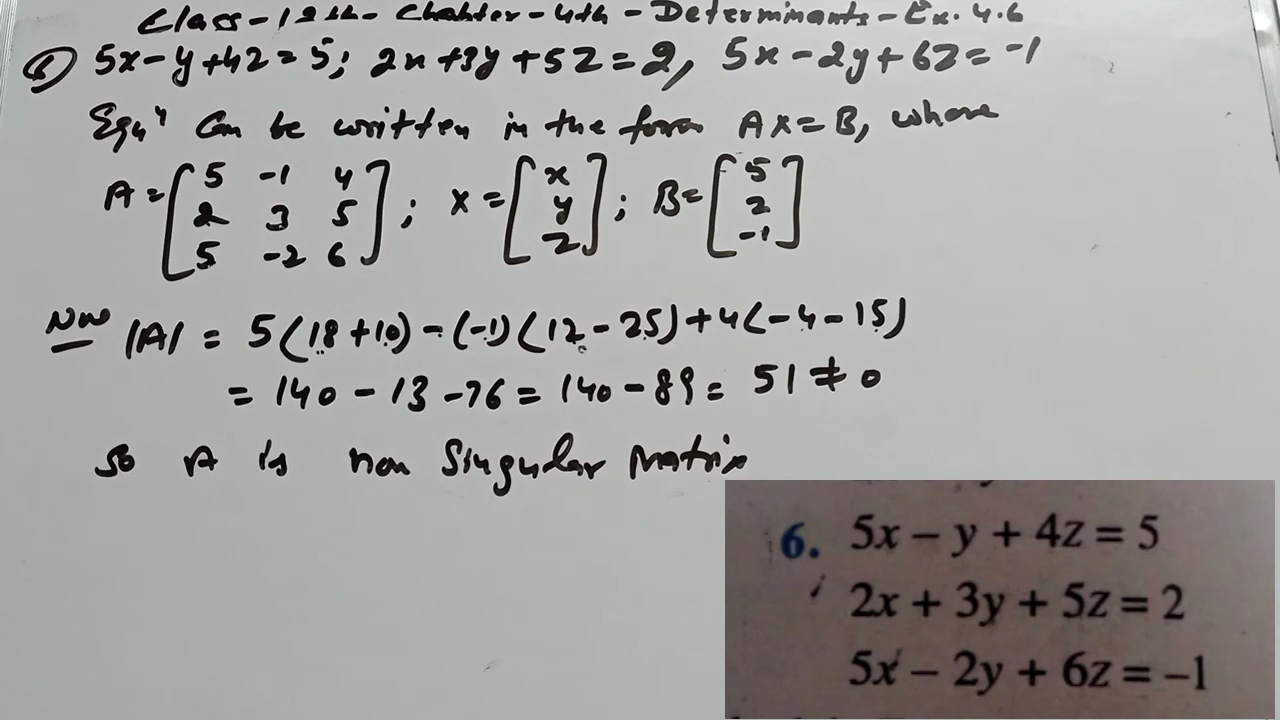 Class-12th- Chapter-4th-Determinants-Ex.4.6
6) 5x-y+4z=5; 2x+3y+5z=2, 5x-2y+6z=-1
Eqnˢ Can be written in the form AX=B, where
A=[5 -1 4; X=[x; B=[5
2 3 5 y 2
5 -2 6] z] -1]
Now |A| = 5(18+10)-(-1)(12-25)+4(-4-15)
= 140-13-76= 140-89= 51≠0
So A is non Singular Matrix
6. 5x – y + 4z = 5
2x + 3y + 5z = 2
5x – 2y + 6z = –1